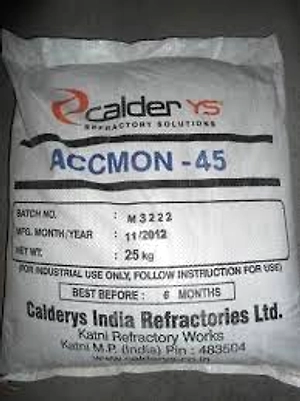 calderys
REFRACTORY SOLUTIONS
ACCMON - 45
BATCH NO. : M3222
MFG. MONTH/YEAR : 11/2012
NET WT. : 25 kg
(FOR INDUSTRIAL USE ONLY, FOLLOW INSTRUCTION FOR USE)
BEST BEFORE : 6 MONTHS
Calderys India Refractories Ltd.
Katni Refractory Works
Katni M.P. (India) Pin : 483504